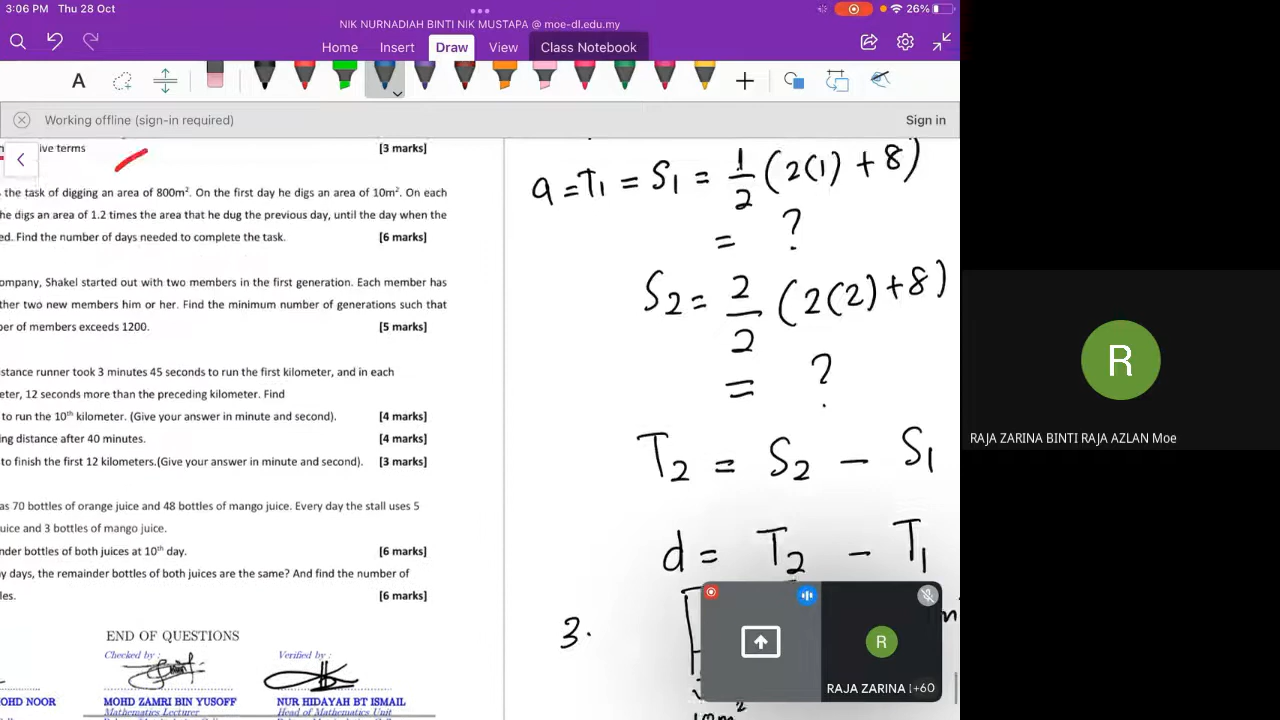 3:06 PM Thu 28 Oct
26%
NIK NURNADIAH BINTI NIK MUSTAPA @ moe-dl.edu.my
Home Insert Draw View Class Notebook
A
Working offline (sign-in required) Sign in
ive terms [3 marks]
the task of digging an area of 800m². On the first day he digs an area of 10m². On each
he digs an area of 1.2 times the area that he dug the previous day, until the day when the
ed. Find the number of days needed to complete the task. [6 marks]
ompany, Shakel started out with two members in the first generation. Each member has
ther two new members him or her. Find the minimum number of generations such that
er of members exceeds 1200. [5 marks]
istance runner took 3 minutes 45 seconds to run the first kilometer, and in each
eter, 12 seconds more than the preceding kilometer. Find
to run the 10th kilometer. (Give your answer in minute and second). [4 marks]
ing distance after 40 minutes. [4 marks]
to finish the first 12 kilometers.(Give your answer in minute and second). [3 marks]
as 70 bottles of orange juice and 48 bottles of mango juice. Every day the stall uses 5
uice and 3 bottles of mango juice.
nder bottles of both juices at 10th day. [6 marks]
y days, the remainder bottles of both juices are the same? And find the number of
les. [6 marks]
END OF QUESTIONS
Checked by : Verified by :
OHD NOOR MOHD ZAMRI BIN YUSOFF NUR HIDAYAH BT ISMAIL
Mathematics Lecturer Head of Mathematics Unit
a = T1 = S1 = 1/2 (2(1) + 8)
= ?
S2 = 2/2 (2(2) + 8)
= ?
T2 = S2 − S1
d = T2 − T1
3.
10m²
R
RAJA ZARINA +60
R
RAJA ZARINA BINTI RAJA AZLAN Moe